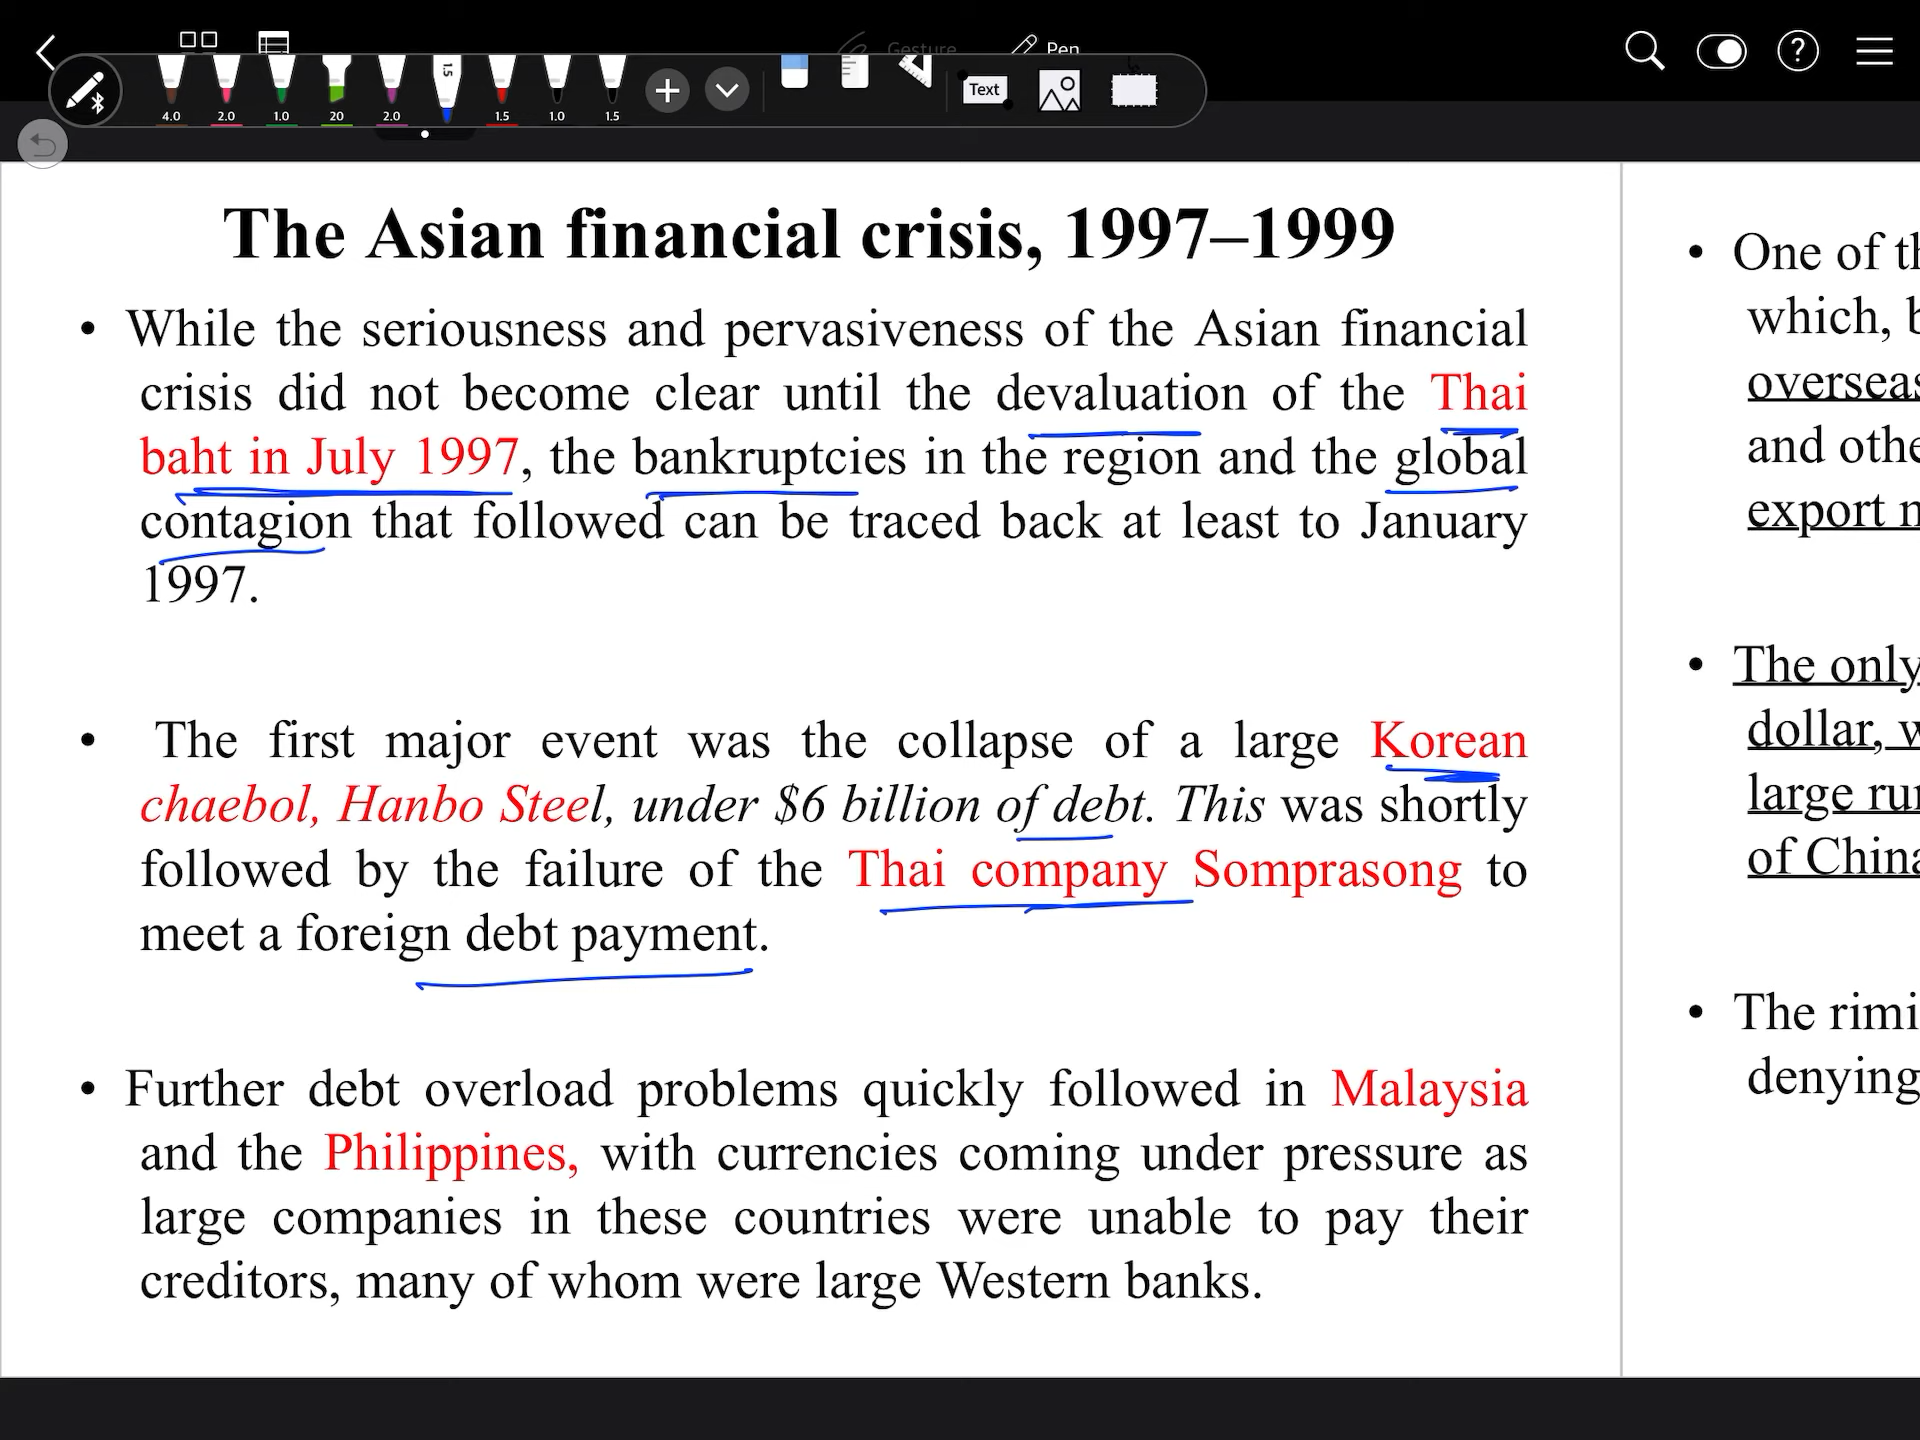 Gesture
Pen
1.5
Text
4.0 2.0 1.0 20 2.0 1.5 1.0 1.5
The Asian financial crisis, 1997–1999
• While the seriousness and pervasiveness of the Asian financial
crisis did not become clear until the devaluation of the Thai
baht in July 1997, the bankruptcies in the region and the global
contagion that followed can be traced back at least to January
1997.
• The first major event was the collapse of a large Korean
chaebol, Hanbo Steel, under $6 billion of debt. This was shortly
followed by the failure of the Thai company Somprasong to
meet a foreign debt payment.
• Further debt overload problems quickly followed in Malaysia
and the Philippines, with currencies coming under pressure as
large companies in these countries were unable to pay their
creditors, many of whom were large Western banks.
• One of
which,
overseas
and
export
• The only
dollar,
large
of China
• The
denying